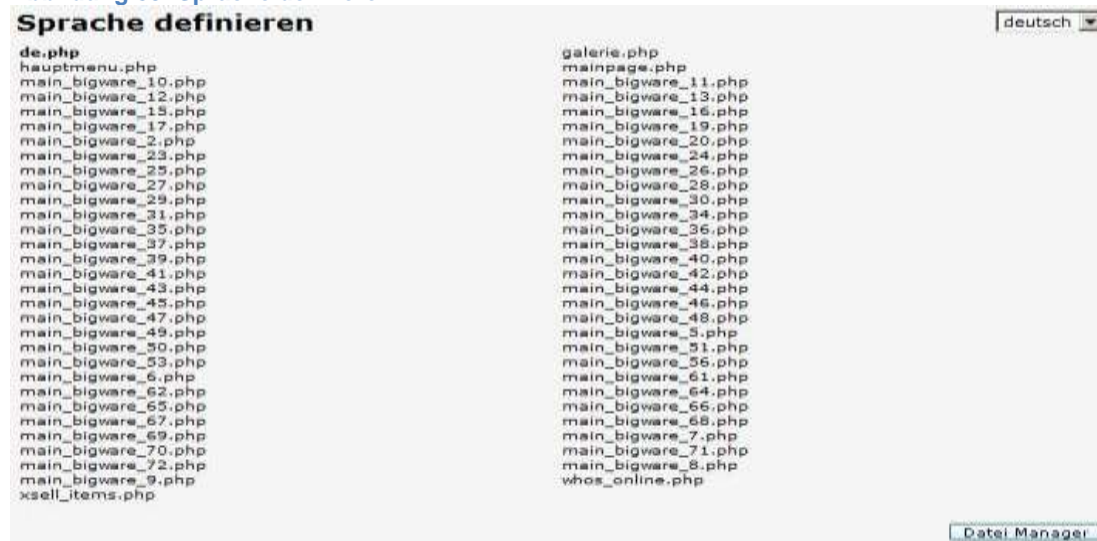 Sprache definieren
deutsch
de.php
galerie.php
hauptmenu.php
mainpage.php
main_bigware_10.php
main_bigware_11.php
main_bigware_12.php
main_bigware_13.php
main_bigware_15.php
main_bigware_16.php
main_bigware_17.php
main_bigware_19.php
main_bigware_2.php
main_bigware_20.php
main_bigware_23.php
main_bigware_24.php
main_bigware_25.php
main_bigware_26.php
main_bigware_27.php
main_bigware_28.php
main_bigware_29.php
main_bigware_30.php
main_bigware_31.php
main_bigware_34.php
main_bigware_35.php
main_bigware_36.php
main_bigware_37.php
main_bigware_38.php
main_bigware_39.php
main_bigware_40.php
main_bigware_41.php
main_bigware_42.php
main_bigware_43.php
main_bigware_44.php
main_bigware_45.php
main_bigware_46.php
main_bigware_47.php
main_bigware_48.php
main_bigware_49.php
main_bigware_5.php
main_bigware_50.php
main_bigware_51.php
main_bigware_53.php
main_bigware_56.php
main_bigware_6.php
main_bigware_61.php
main_bigware_62.php
main_bigware_64.php
main_bigware_65.php
main_bigware_66.php
main_bigware_67.php
main_bigware_68.php
main_bigware_69.php
main_bigware_7.php
main_bigware_70.php
main_bigware_71.php
main_bigware_72.php
main_bigware_8.php
main_bigware_9.php
whos_online.php
xsell_items.php
Datei Manager